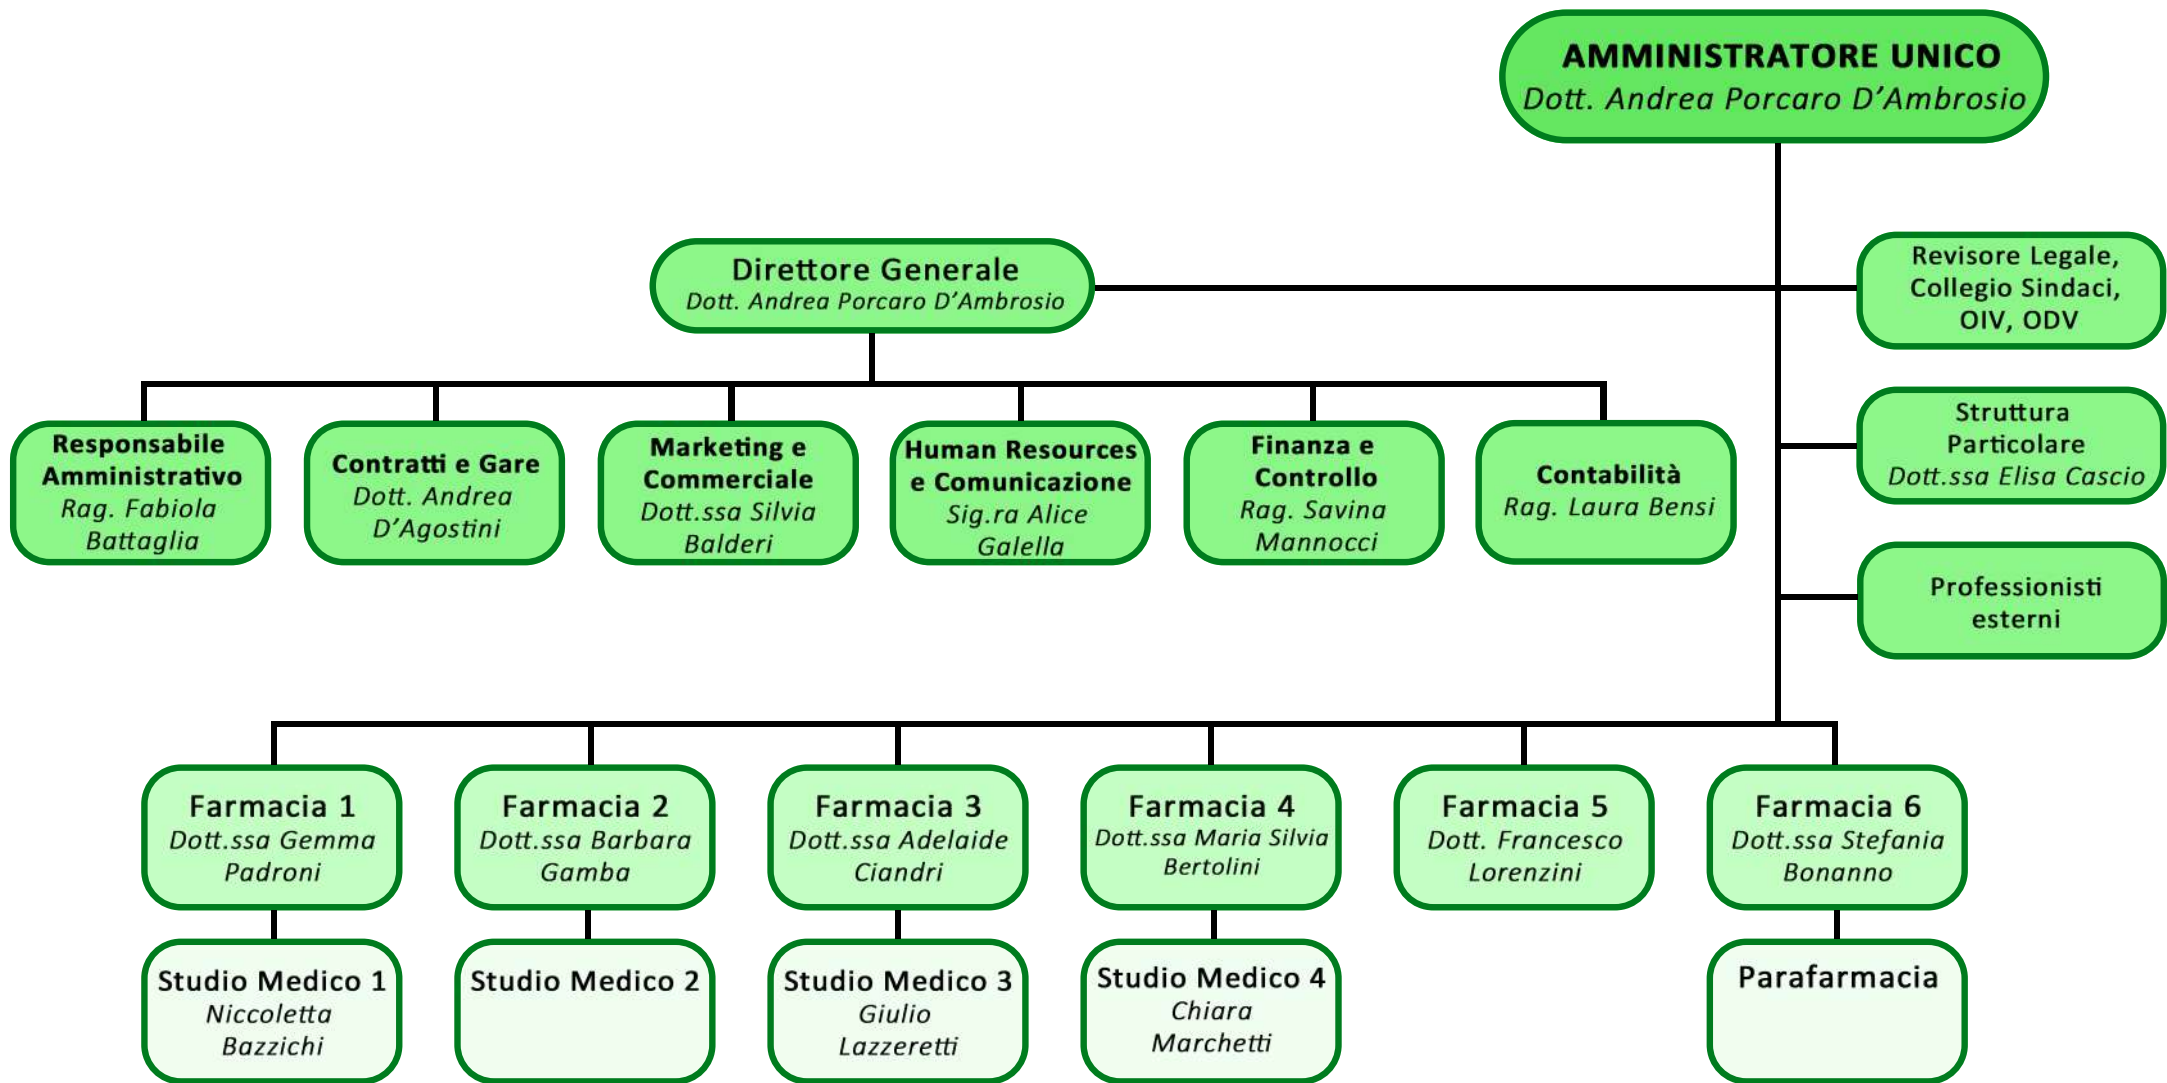 AMMINISTRATORE UNICO
Dott. Andrea Porcaro D’Ambrosio
Direttore Generale
Dott. Andrea Porcaro D’Ambrosio
Revisore Legale,
Collegio Sindaci,
OIV, ODV
Struttura
Particolare
Dott.ssa Elisa Cascio
Professionisti
esterni
Responsabile
Amministrativo
Rag. Fabiola
Battaglia
Contratti e Gare
Dott. Andrea
D’Agostini
Marketing e
Commerciale
Dott.ssa Silvia
Balderi
Human Resources
e Comunicazione
Sig.ra Alice
Galella
Finanza e
Controllo
Rag. Savina
Mannocci
Contabilità
Rag. Laura Bensi
Farmacia 1
Dott.ssa Gemma
Padroni
Farmacia 2
Dott.ssa Barbara
Gamba
Farmacia 3
Dott.ssa Adelaide
Ciandri
Farmacia 4
Dott.ssa Maria Silvia
Bertolini
Farmacia 5
Dott. Francesco
Lorenzini
Farmacia 6
Dott.ssa Stefania
Bonanno
Studio Medico 1
Niccoletta
Bazzichi
Studio Medico 2
Studio Medico 3
Giulio
Lazzeretti
Studio Medico 4
Chiara
Marchetti
Parafarmacia